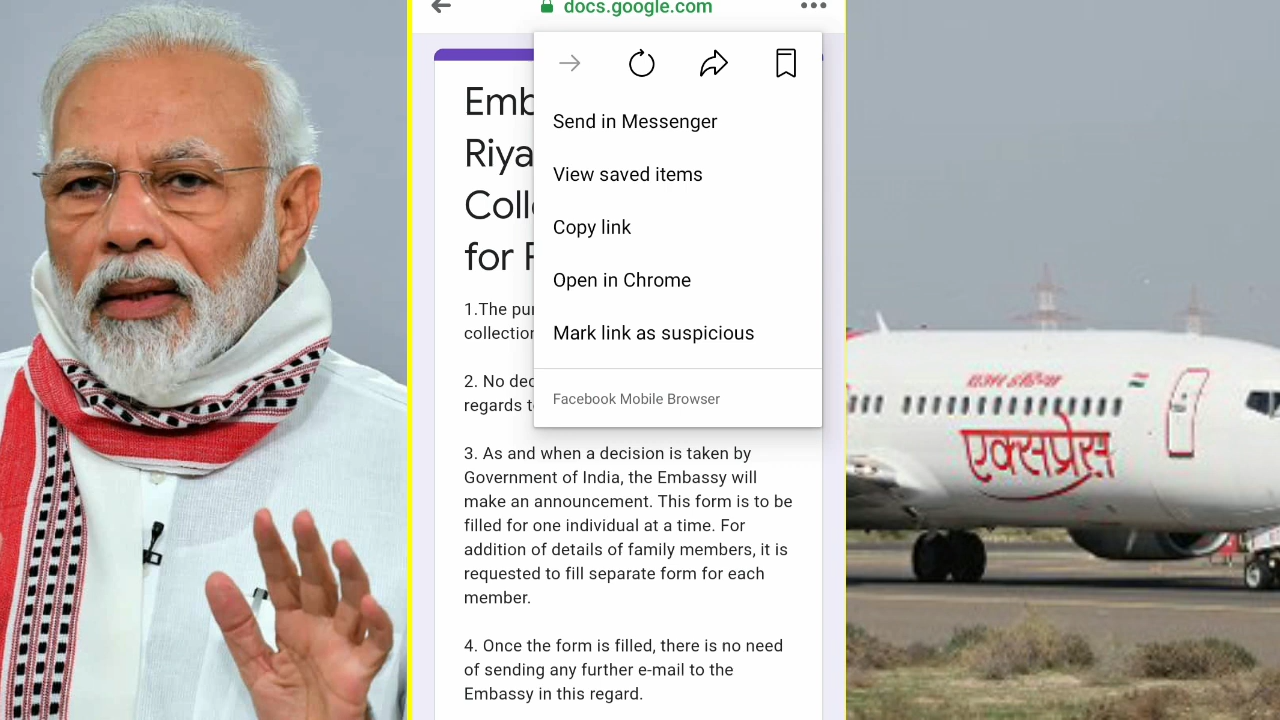 docs.google.com
Emb
Riya
Colle
for F
1.The pur
collection
2. No dec
regards to
Send in Messenger
View saved items
Copy link
Open in Chrome
Mark link as suspicious
Facebook Mobile Browser
3. As and when a decision is taken by
Government of India, the Embassy will
make an announcement. This form is to be
filled for one individual at a time. For
addition of details of family members, it is
requested to fill separate form for each
member.
4. Once the form is filled, there is no need
of sending any further e-mail to the
Embassy in this regard.
एअर इंडिया
एक्सप्रेस